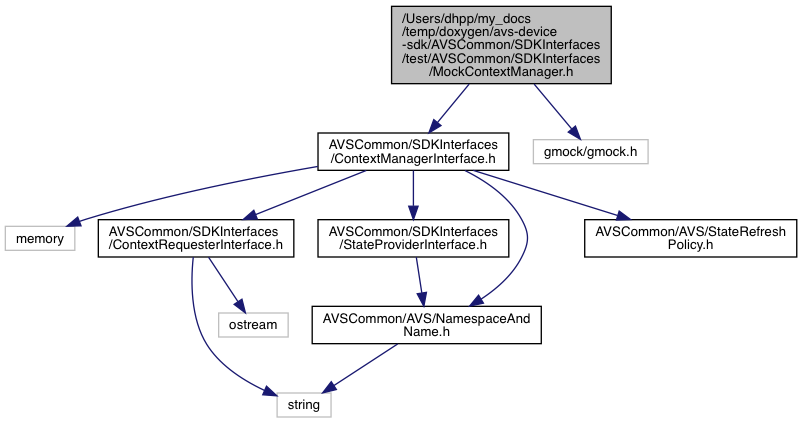 /Users/dhpp/my_docs
/temp/doxygen/avs-device
-sdk/AVSCommon/SDKInterfaces
/test/AVSCommon/SDKInterfaces
/MockContextManager.h
AVSCommon/SDKInterfaces
/ContextManagerInterface.h
gmock/gmock.h
memory
AVSCommon/SDKInterfaces
/ContextRequesterInterface.h
AVSCommon/SDKInterfaces
/StateProviderInterface.h
AVSCommon/AVS/StateRefresh
Policy.h
ostream
AVSCommon/AVS/NamespaceAnd
Name.h
string